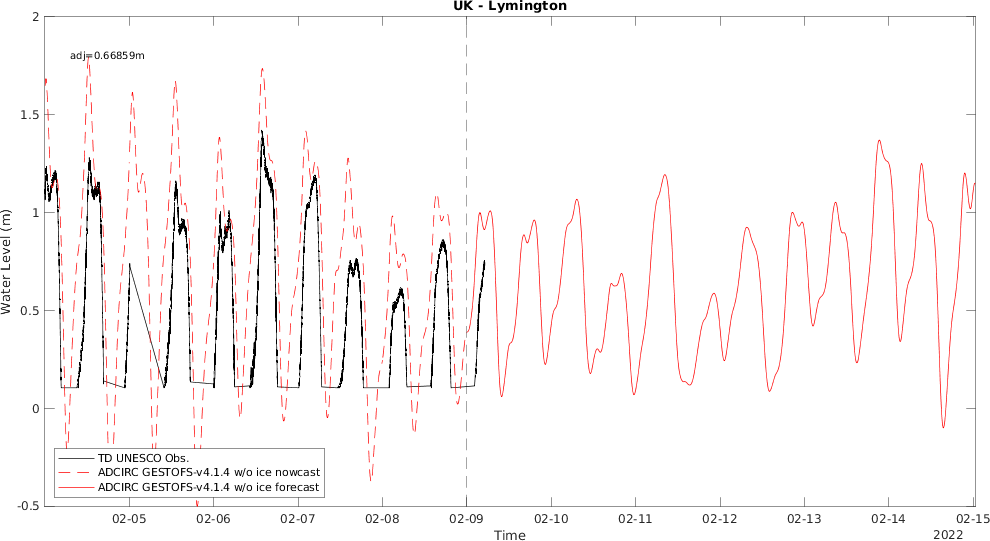 UK - Lymington
adj=0.66859m
2
1.5
1
0.5
0
-0.5
Water Level (m)
TD UNESCO Obs.
ADCIRC GESTOFS-v4.1.4 w/o ice nowcast
ADCIRC GESTOFS-v4.1.4 w/o ice forecast
02-05 02-06 02-07 02-08 02-09 02-10 02-11 02-12 02-13 02-14 02-15
Time
2022